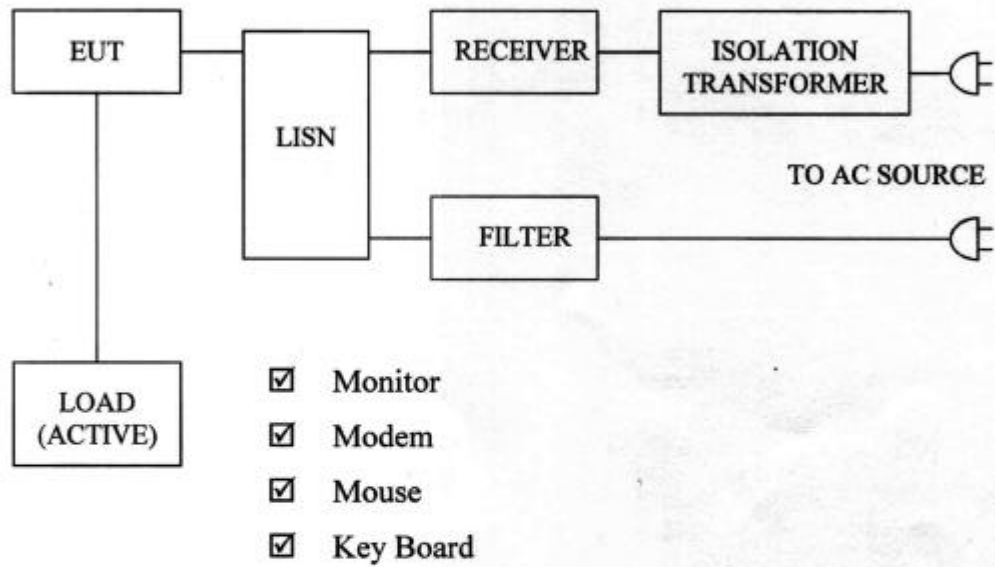 EUT
LISN
RECEIVER
ISOLATION
TRANSFORMER
TO AC SOURCE
FILTER
LOAD
(ACTIVE)
☑ Monitor
☑ Modem
☑ Mouse
☑ Key Board